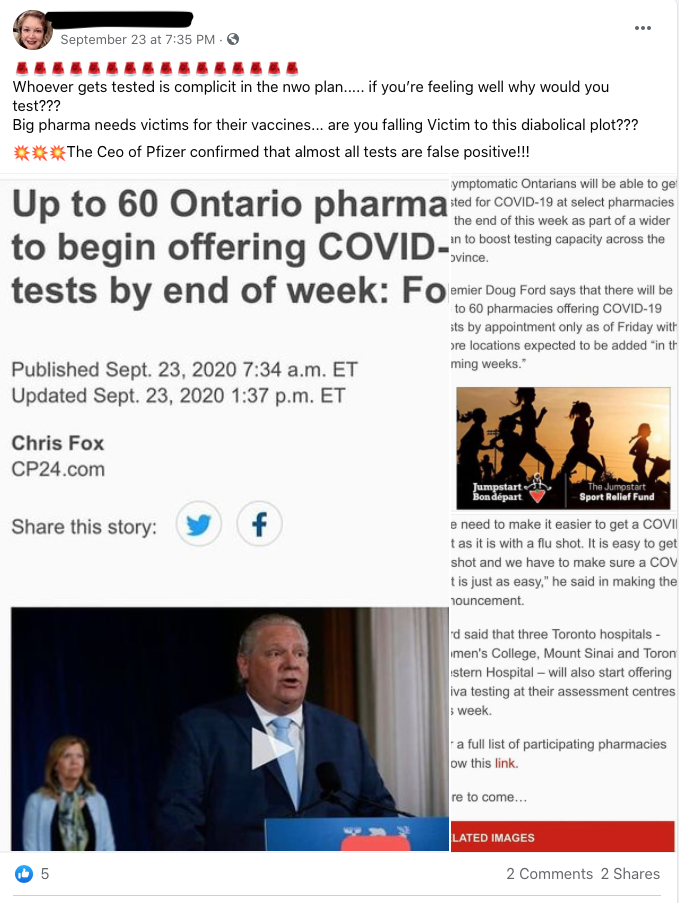 September 23 at 7:35 PM ·
Whoever gets tested is complicit in the nwo plan..... if you're feeling well why would you
test???
Big pharma needs victims for their vaccines... are you falling Victim to this diabolical plot???
💥💥💥The Ceo of Pfizer confirmed that almost all tests are false positive!!!
Up to 60 Ontario pharma
to begin offering COVID-
tests by end of week: Fo
Published Sept. 23, 2020 7:34 a.m. ET
Updated Sept. 23, 2020 1:37 p.m. ET
Chris Fox
CP24.com
Share this story:
ymptomatic Ontarians will be able to ge
sted for COVID-19 at select pharmacies
the end of this week as part of a wider
an to boost testing capacity across the
ovince.
emier Doug Ford says that there will be
to 60 pharmacies offering COVID-19
sts by appointment only as of Friday with
ore locations expected to be added "in th
ming weeks."
Jumpstart
Bon départ
The Jumpstart
Sport Relief Fund
e need to make it easier to get a COVI
t as it is with a flu shot. It is easy to get
shot and we have to make sure a COV
t is just as easy," he said in making the
nouncement.
rd said that three Toronto hospitals -
omen's College, Mount Sinai and Toron
estern Hospital – will also start offering
iva testing at their assessment centres
s week.
r a full list of participating pharmacies
ow this link.
re to come…
LATED IMAGES
5
2 Comments 2 Shares